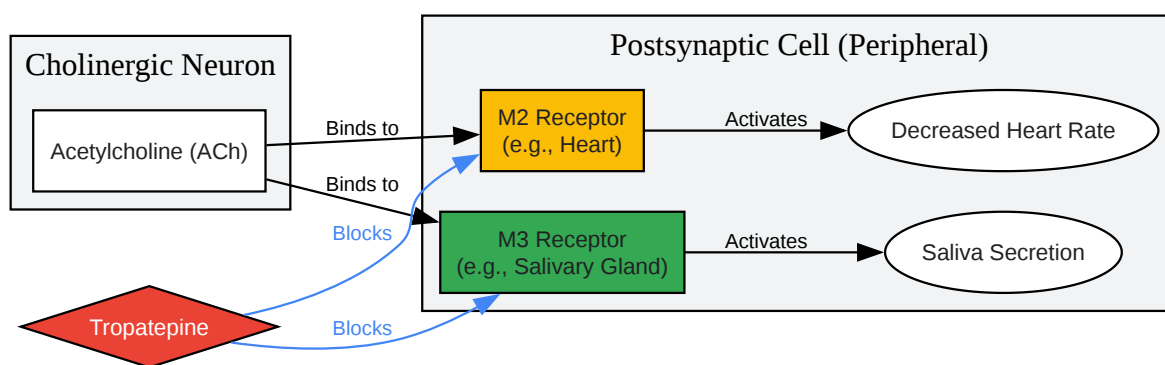 Cholinergic Neuron
Acetylcholine (ACh)
Postsynaptic Cell (Peripheral)
Binds to
M2 Receptor
(e.g., Heart)
Activates
Decreased Heart Rate
Binds to
Blocks
M3 Receptor
(e.g., Salivary Gland)
Activates
Saliva Secretion
Tropatepine
Blocks